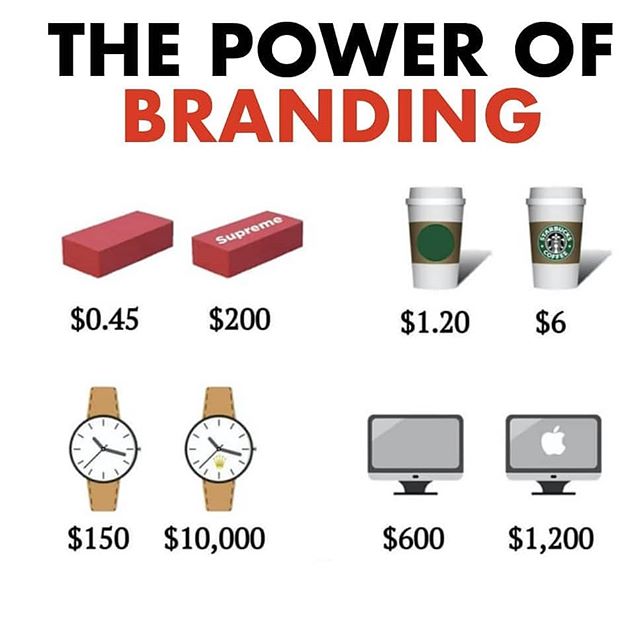 THE POWER OF
BRANDING
Supreme
STARBUCKS
COFFEE
$0.45 $200 $1.20 $6
$150 $10,000 $600 $1,200